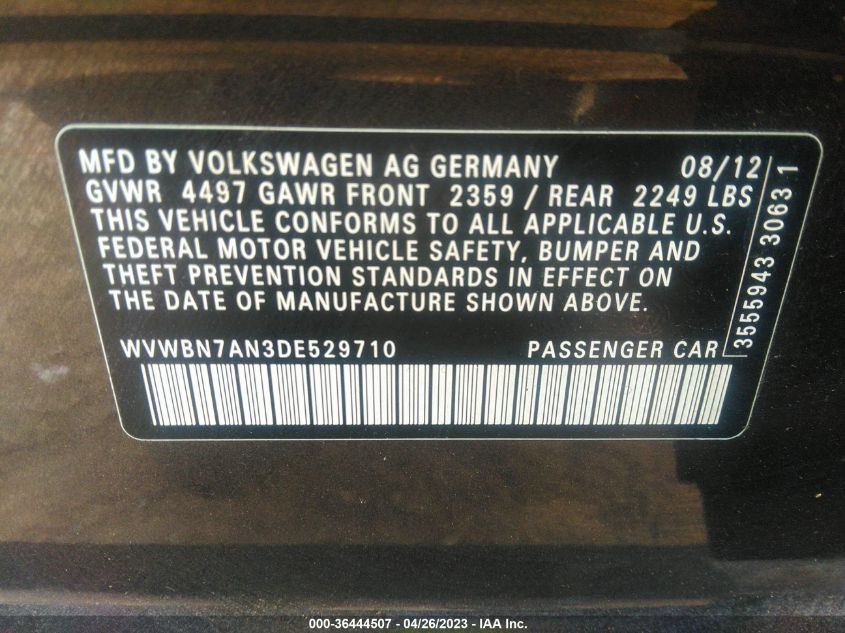 MFD BY VOLKSWAGEN AG GERMANY 08/12
GVWR 4497 GAWR FRONT 2359 / REAR 2249 LBS
THIS VEHICLE CONFORMS TO ALL APPLICABLE U.S.
FEDERAL MOTOR VEHICLE SAFETY, BUMPER AND
THEFT PREVENTION STANDARDS IN EFFECT ON
THE DATE OF MANUFACTURE SHOWN ABOVE.
WVWBN7AN3DE529710 PASSENGER CAR
3555943 3063 1
000-36444507 - 04/26/2023 - IAA Inc.